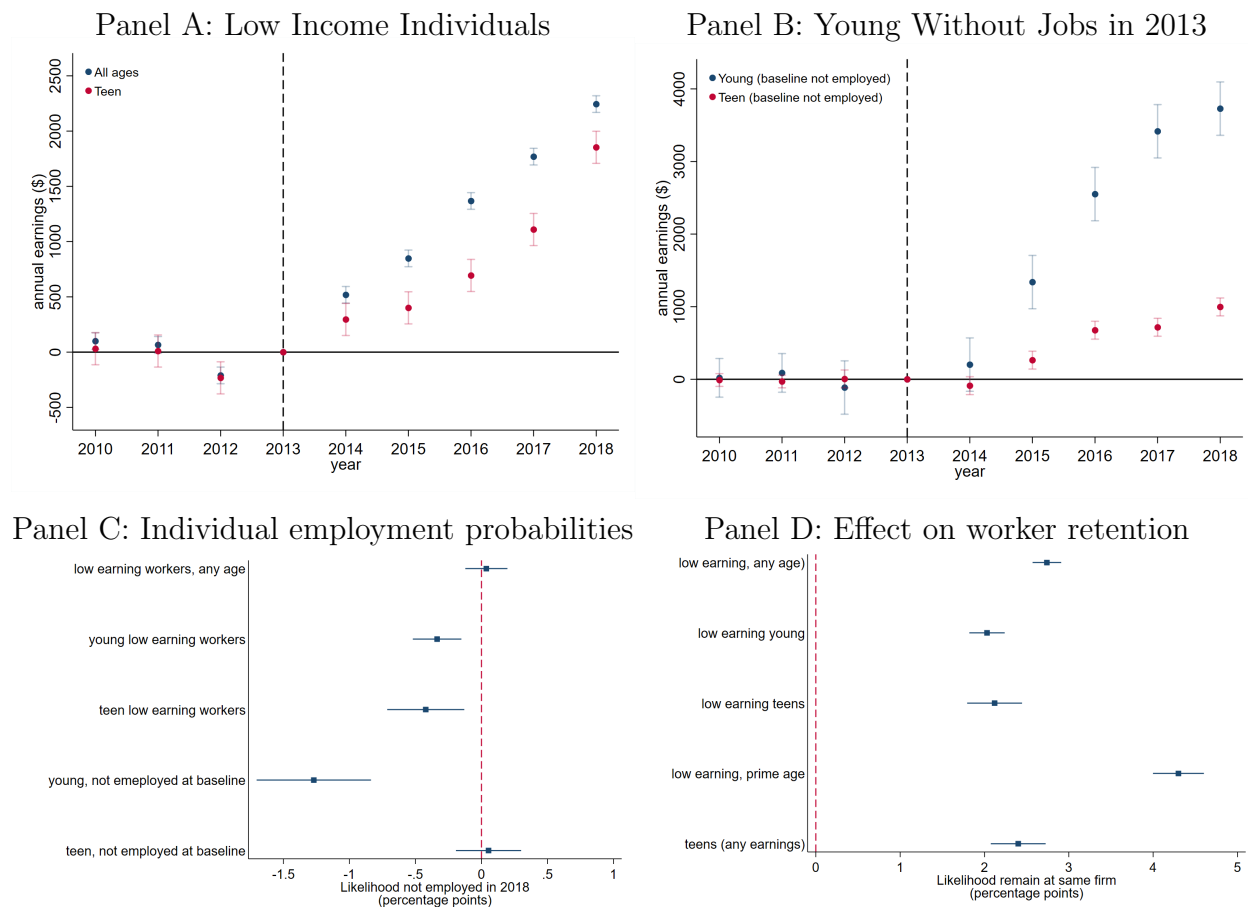 Panel A: Low Income Individuals
All ages
Teen
annual earnings ($)
2500
2000
1500
1000
500
0
-500
2010 2011 2012 2013 2014 2015 2016 2017 2018
year
Panel B: Young Without Jobs in 2013
Young (baseline not employed)
Teen (baseline not employed)
annual earnings ($)
4000
3000
2000
1000
0
2010 2011 2012 2013 2014 2015 2016 2017 2018
year
Panel C: Individual employment probabilities
low earning workers, any age
young low earning workers
teen low earning workers
young, not emeployed at baseline
teen, not employed at baseline
-1.5 -1 -.5 0 .5 1
Likelihood not employed in 2018
(percentage points)
Panel D: Effect on worker retention
low earning, any age)
low earning young
low earning teens
low earning, prime age
teens (any earnings)
0 1 2 3 4 5
Likelihood remain at same firm
(percentage points)